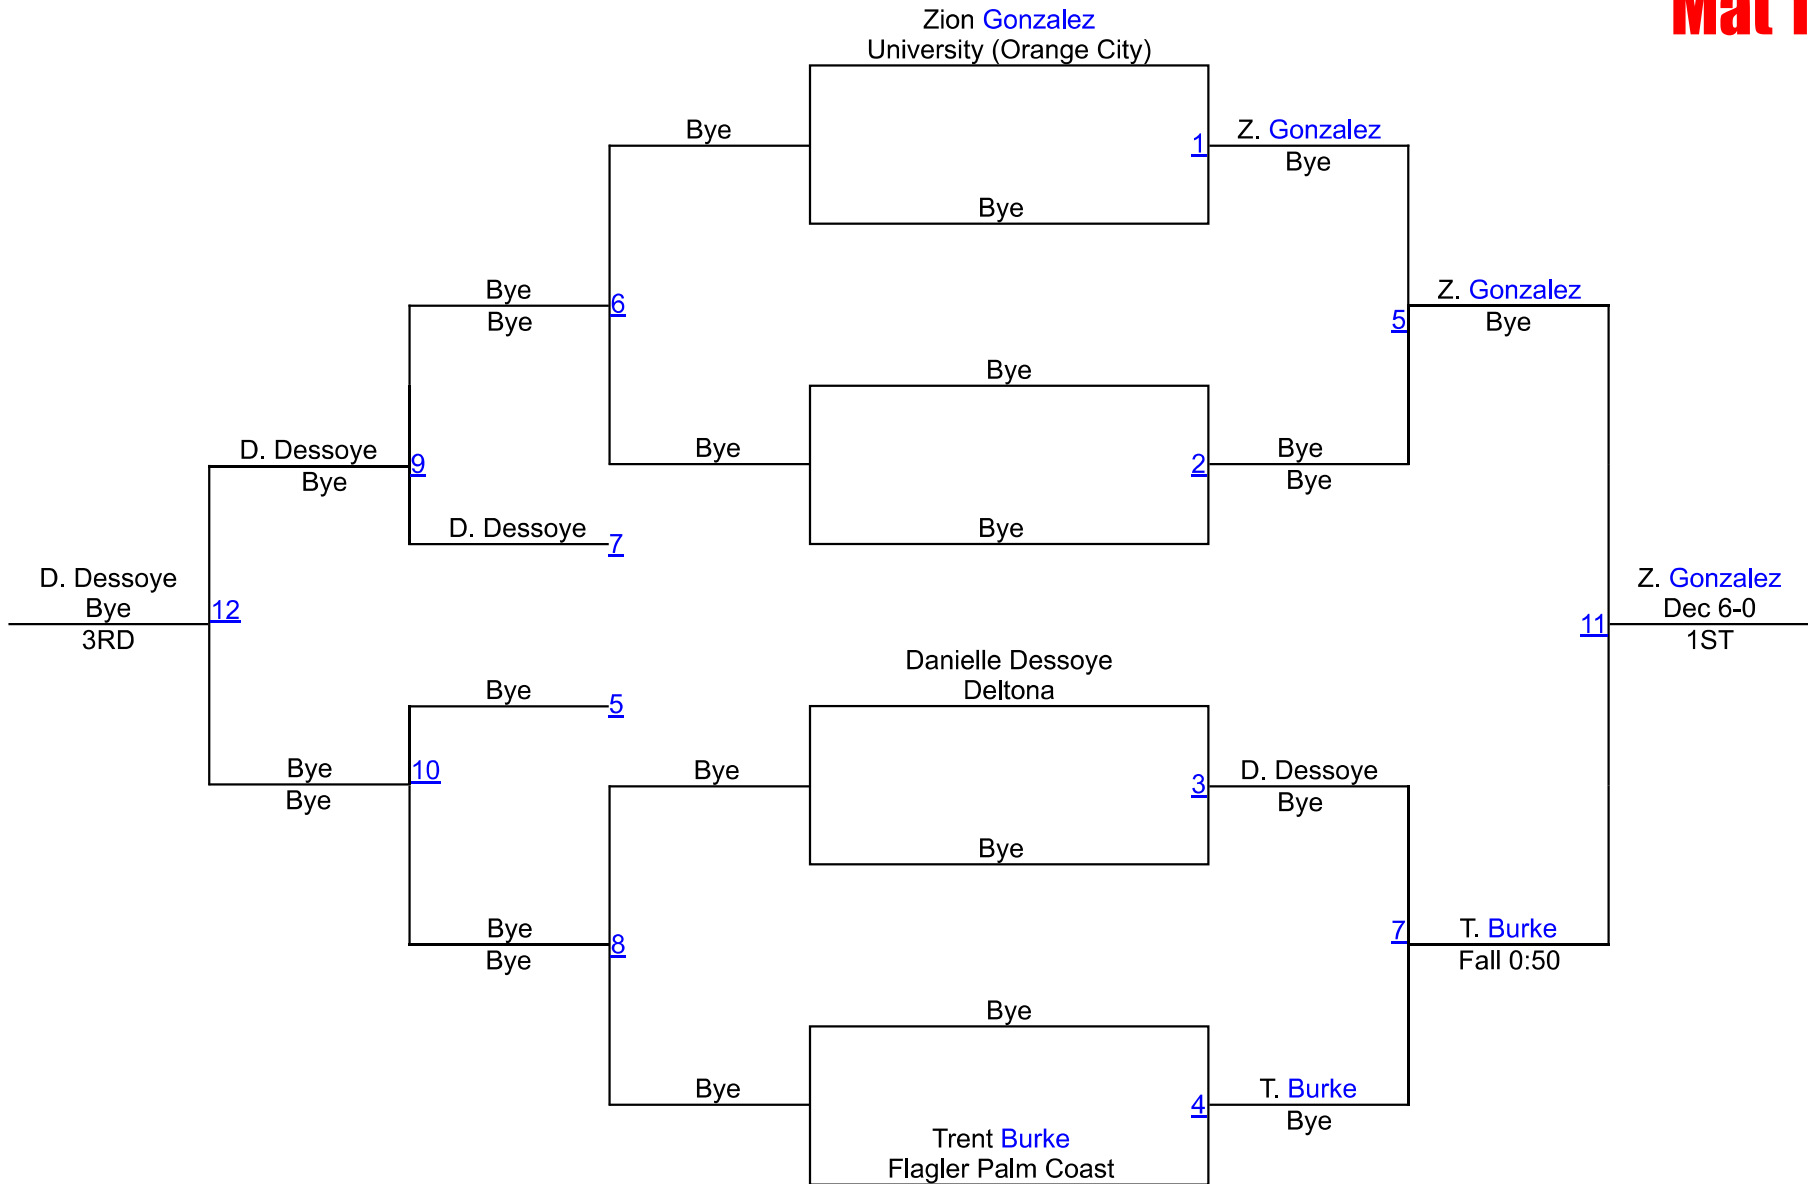 Mat 1
Zion Gonzalez
University (Orange City)
Bye
1
Z. Gonzalez
Bye
Bye
Bye
6
Bye
5
Z. Gonzalez
Bye
Bye
D. Dessoye
9
Bye
Bye
2
Bye
Bye
Bye
D. Dessoye
7
D. Dessoye
Bye
12
3RD
Z. Gonzalez
Dec 6-0
11
1ST
Danielle Dessoye
Deltona
Bye
5
Bye
10
Bye
Bye
3
D. Dessoye
Bye
Bye
Bye
8
Bye
7
T. Burke
Fall 0:50
Bye
Bye
4
T. Burke
Bye
Trent Burke
Flagler Palm Coast